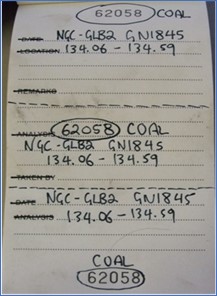 62058 COAL
DATE NGC-GLB2 GN1845
LOCATION 134.06 - 134.59
REMARKS
ANALYSIS 62058 COAL
NGC-GLB2 GN1845
134.06 - 134.59
TAKEN BY
DATE NGC-GLB2 GN1845
ANALYSIS 134.06 - 134.59
COAL
62058